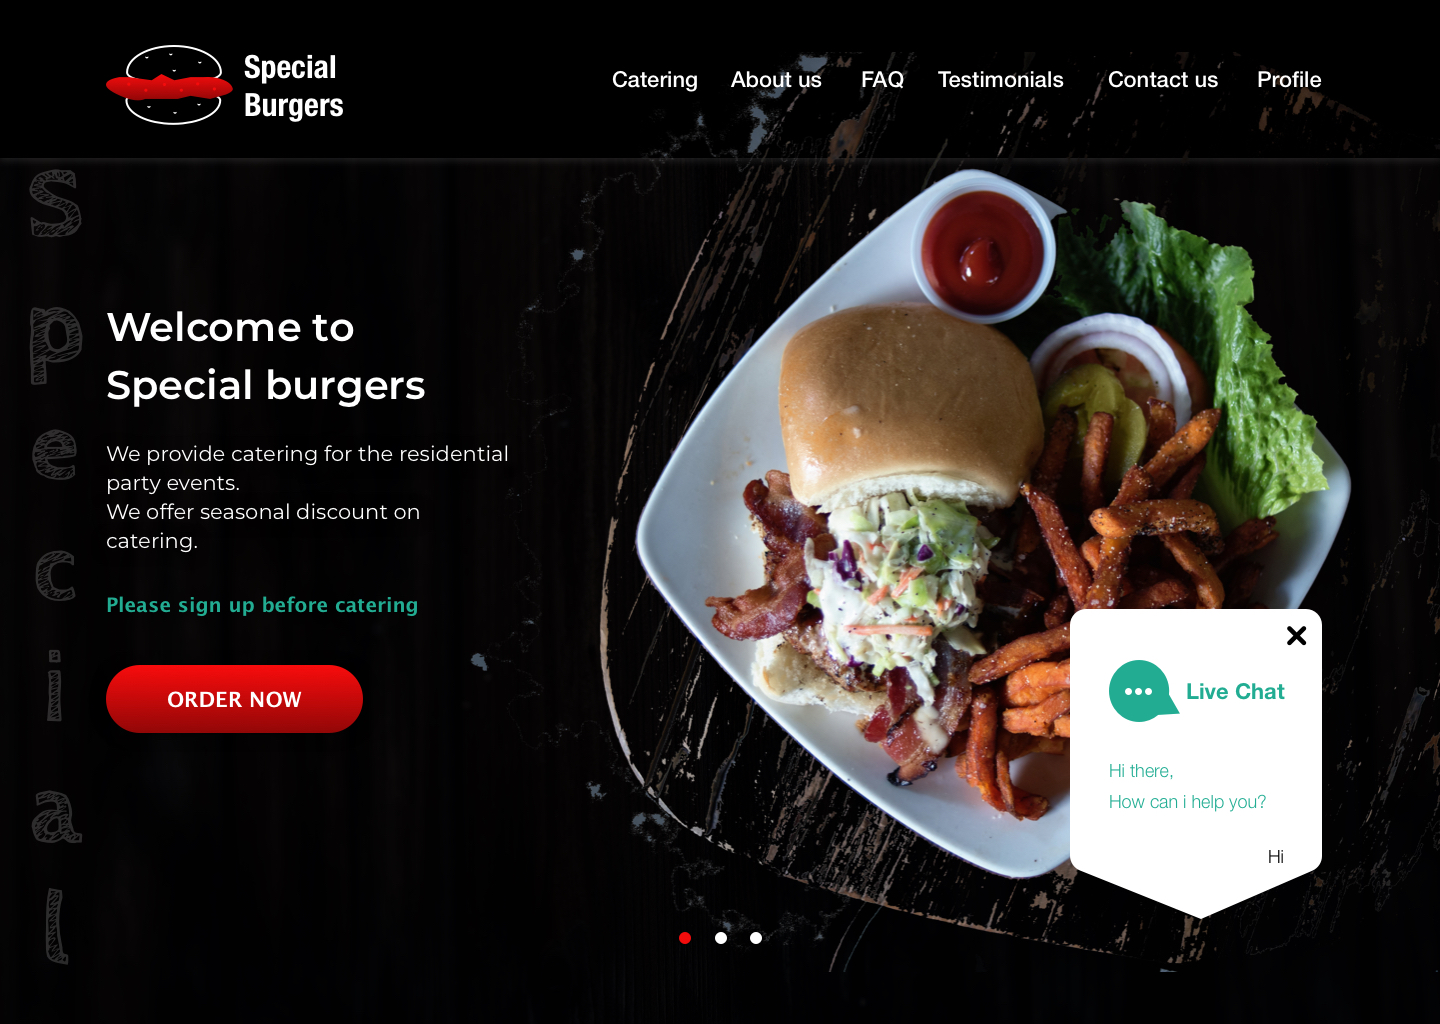 Special
Burgers
Catering About us FAQ Testimonials Contact us Profile
Special
Welcome to
Special burgers
We provide catering for the residential
party events.
We offer seasonal discount on
catering.
Please sign up before catering
ORDER NOW
Live Chat
Hi there,
How can i help you?
Hi